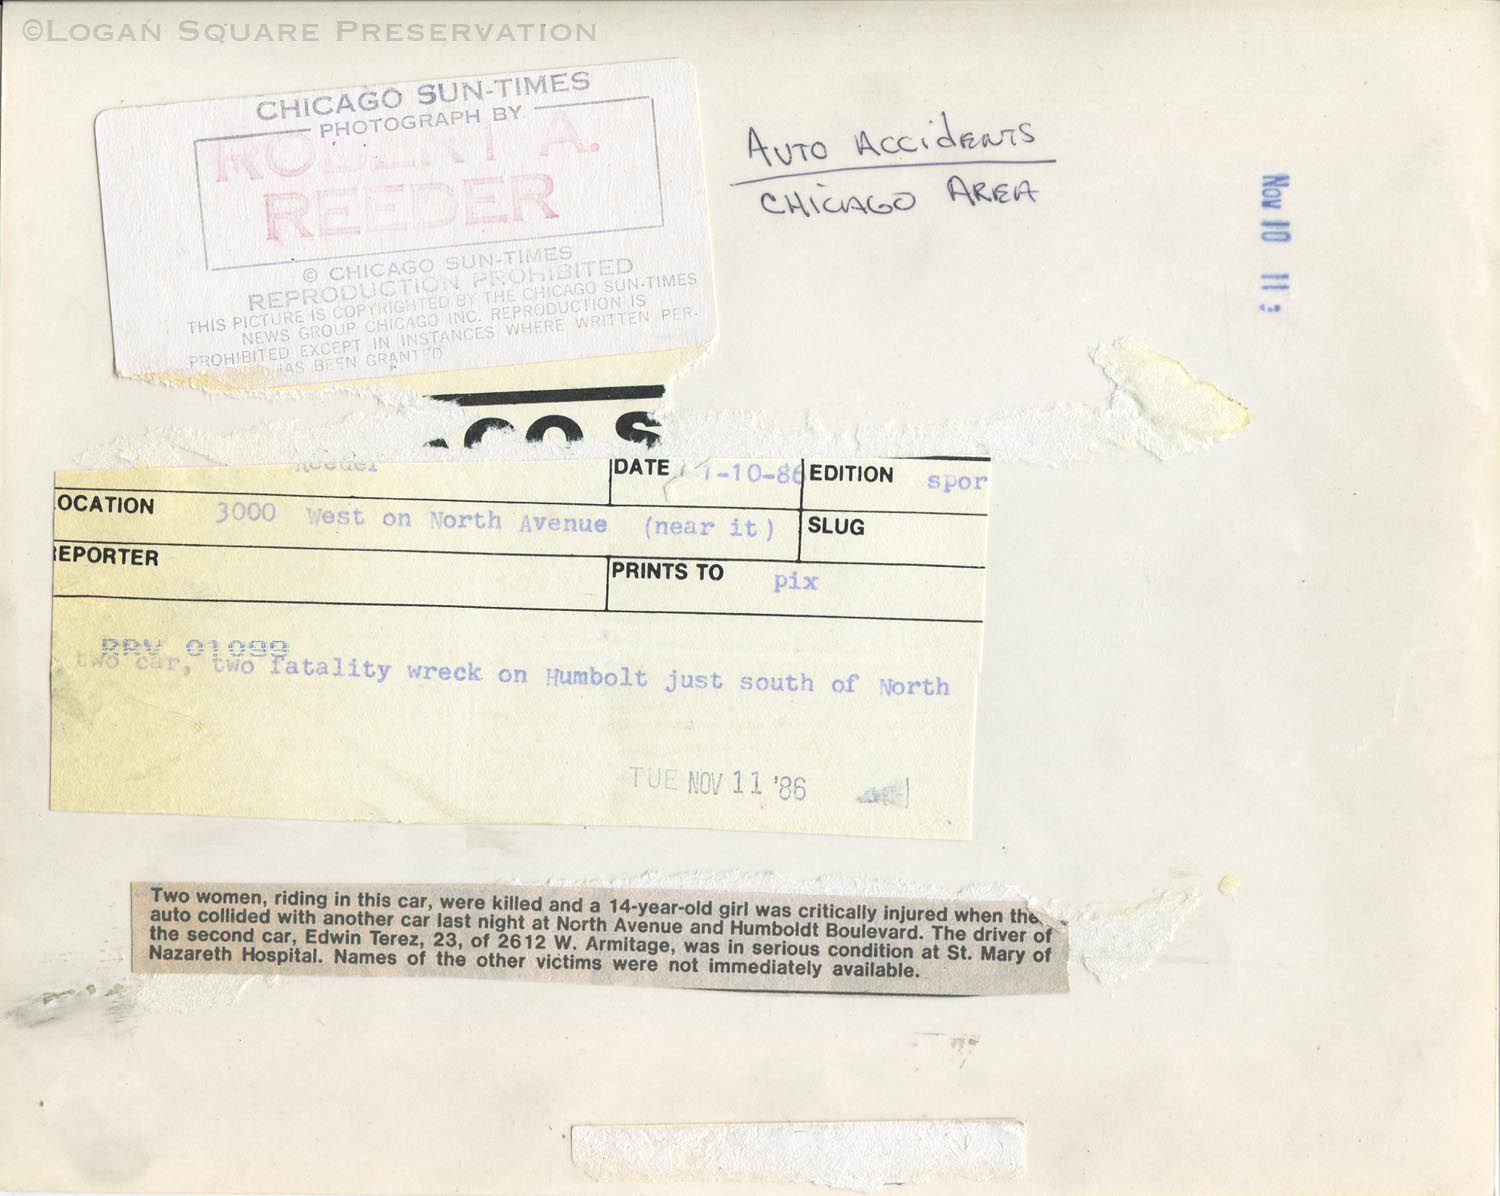 ©Logan Square Preservation
CHICAGO SUN-TIMES
PHOTOGRAPH BY
ROBERT A.
REEDER
© CHICAGO SUN-TIMES
REPRODUCTION PROHIBITED
THIS PICTURE IS COPYRIGHTED BY THE CHICAGO SUN-TIMES
NEWS GROUP CHICAGO INC. REPRODUCTION IS
PROHIBITED EXCEPT IN INSTANCES WHERE WRITTEN PER.
HAS BEEN GRANTED
AUTO ACCidENTS
CHiCAGO AREA
NOV 10 11
GO S
Reeder
DATE 11-10-86 EDITION spor
OCATION 3000 West on North Avenue (near it) SLUG
EPORTER PRINTS TO pix
RRV 01099
two car, two fatality wreck on Humbolt just south of North
TUE NOV 11 '86
Two women, riding in this car, were killed and a 14-year-old girl was critically injured when the
auto collided with another car last night at North Avenue and Humboldt Boulevard. The driver of
the second car, Edwin Terez, 23, of 2612 W. Armitage, was in serious condition at St. Mary of
Nazareth Hospital. Names of the other victims were not immediately available.